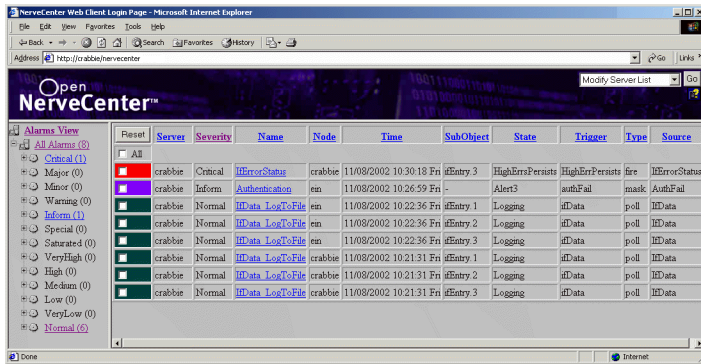 NerveCenter Web Client Login Page - Microsoft Internet Explorer
File Edit View Favorites Tools Help
Back Search Favorites History
Address http://crabbie/nervecenter Go Links
Open
NerveCenter™
Modify Server List Go
Alarms View
All Alarms (8)
Critical (1)
Major (0)
Minor (0)
Warning (0)
Inform (1)
Special (0)
Saturated (0)
VeryHigh (0)
High (0)
Medium (0)
Low (0)
VeryLow (0)
Normal (6)
Reset Server Severity Name Node Time SubObject State Trigger Type Source
All
crabbie Critical IfErrorStatus crabbie 11/08/2002 10:30:18 Fri ifEntry.3 HighErrsPersists HighErrPersists fire IfErrorStatus
crabbie Inform Authentication ein 11/08/2002 10:26:59 Fri - Alert3 authFail mask AuthFail
crabbie Normal IfData_LogToFile ein 11/08/2002 10:22:36 Fri ifEntry.1 Logging ifData poll IfData
crabbie Normal IfData_LogToFile ein 11/08/2002 10:22:36 Fri ifEntry.2 Logging ifData poll IfData
crabbie Normal IfData_LogToFile ein 11/08/2002 10:22:36 Fri ifEntry.3 Logging ifData poll IfData
crabbie Normal IfData_LogToFile crabbie 11/08/2002 10:21:31 Fri ifEntry.1 Logging ifData poll IfData
crabbie Normal IfData_LogToFile crabbie 11/08/2002 10:21:31 Fri ifEntry.2 Logging ifData poll IfData
crabbie Normal IfData_LogToFile crabbie 11/08/2002 10:21:31 Fri ifEntry.3 Logging ifData poll IfData
Done Internet